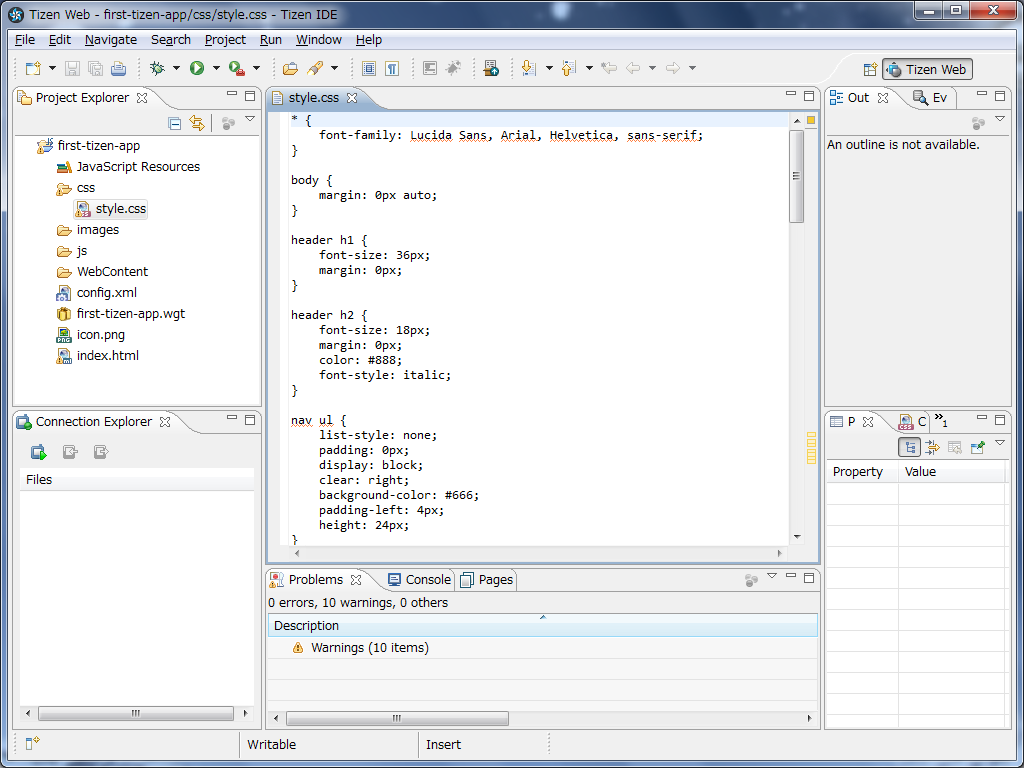 Tizen Web - first-tizen-app/css/style.css - Tizen IDE
File Edit Navigate Search Project Run Window Help
Tizen Web
Project Explorer
first-tizen-app
JavaScript Resources
css
style.css
images
js
WebContent
config.xml
first-tizen-app.wgt
icon.png
index.html
Connection Explorer
Files
style.css
* {
font-family: Lucida Sans, Arial, Helvetica, sans-serif;
}
body {
margin: 0px auto;
}
header h1 {
font-size: 36px;
margin: 0px;
}
header h2 {
font-size: 18px;
margin: 0px;
color: #888;
font-style: italic;
}
nav ul {
list-style: none;
padding: 0px;
display: block;
clear: right;
background-color: #666;
padding-left: 4px;
height: 24px;
}
Problems Console Pages
0 errors, 10 warnings, 0 others
Description
Warnings (10 items)
Out Ev
An outline is not available.
P C »1
Property Value
Writable Insert